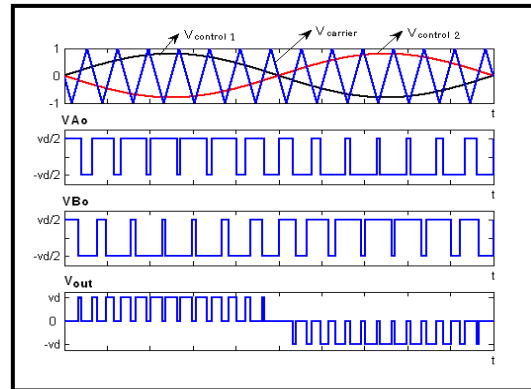 V control 1
V carrier
V control 2
1
0
-1
t
VAo
vd/2
-vd/2
t
VBo
vd/2
-vd/2
t
Vout
vd
0
-vd
t